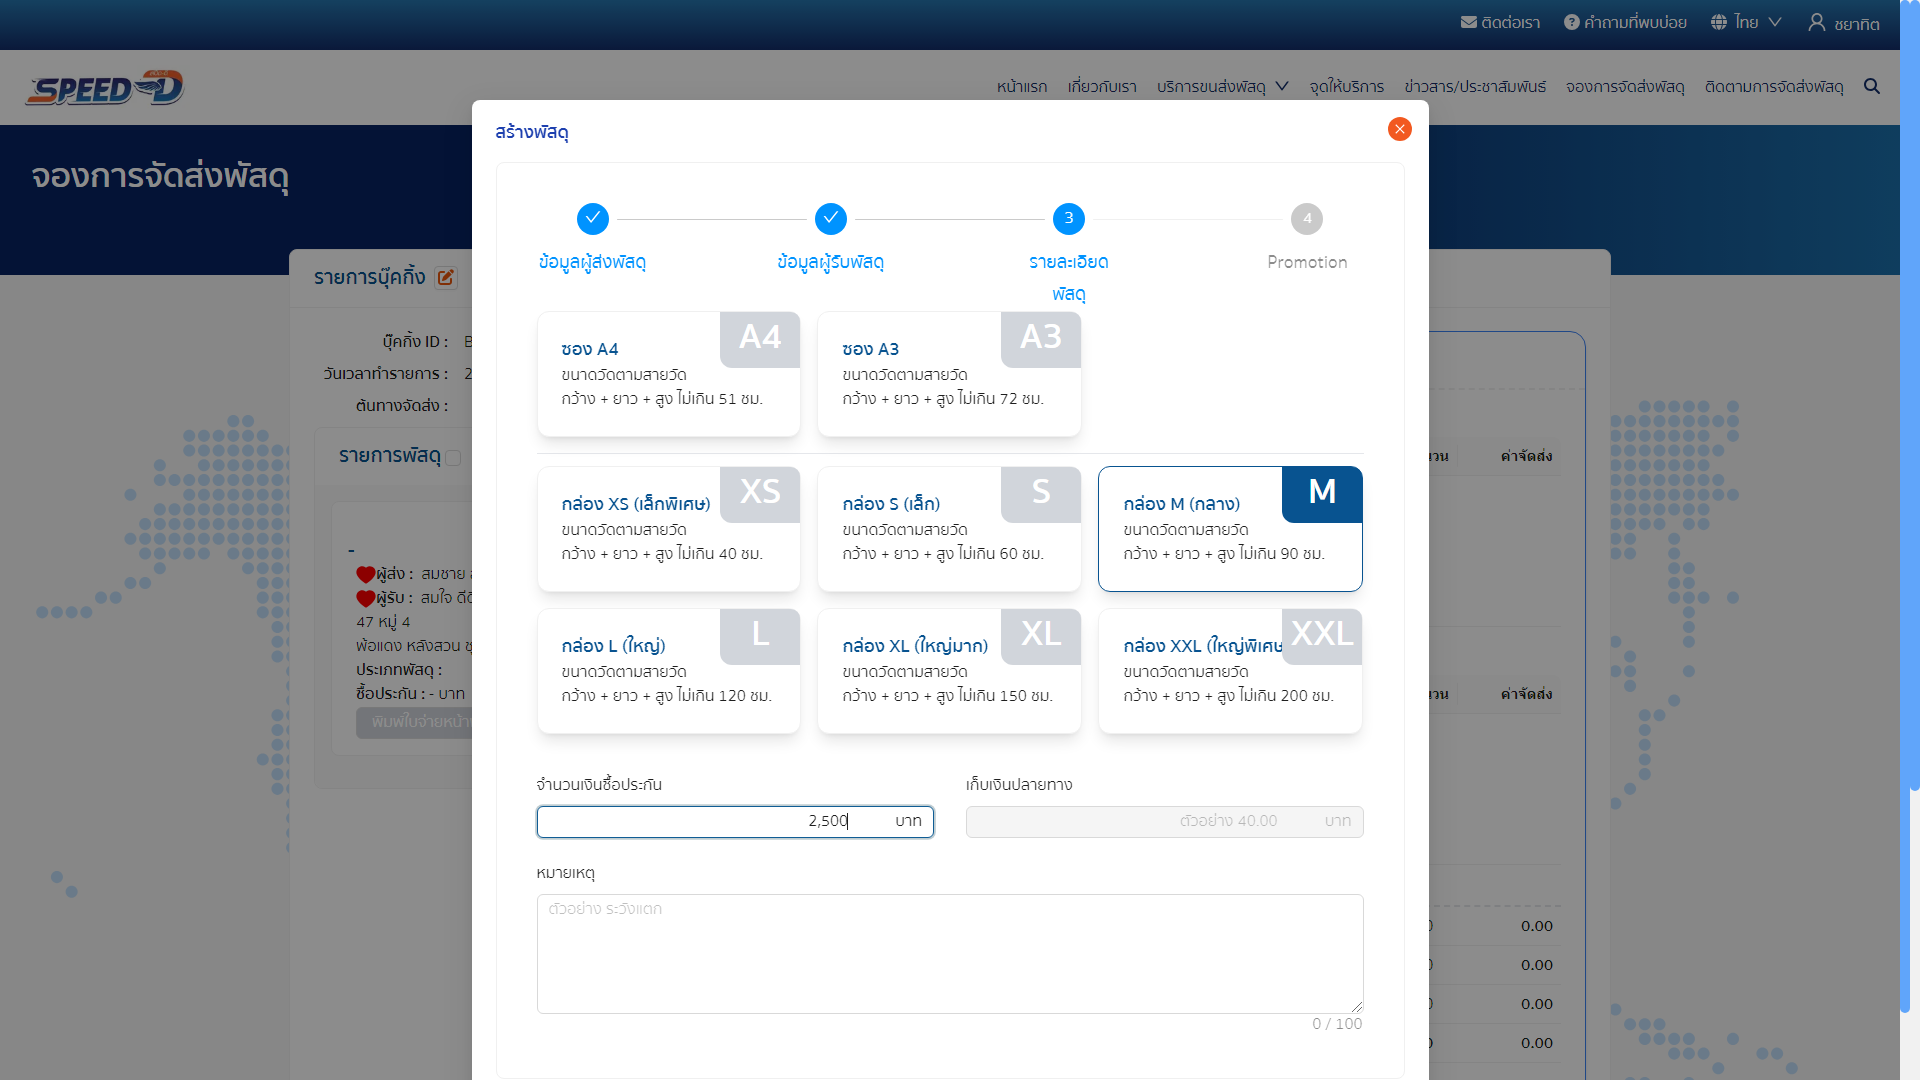 ติดต่อเรา คำถามที่พบบ่อย ไทย ชยาทิต
SPEED-D หน้าแรก เกี่ยวกับเรา บริการขนส่งพัสดุ จุดให้บริการ ข่าวสาร/ประชาสัมพันธ์ จองการจัดส่งพัสดุ ติดตามการจัดส่งพัสดุ
จองการจัดส่งพัสดุ
รายการบุ๊คกิ้ง
บุ๊คกิ้ง ID : B
วันเวลาทำรายการ : 2
ต้นทางจัดส่ง :
รายการพัสดุ
-
ผู้ส่ง : สมชาย
ผู้รับ : สมใจ
47 หมู่ 4
พ้อแดง หลังสวน
ประเภทพัสดุ :
ชื้อประกัน : - บาท
พิมพ์ใบจ่ายหน้า
สร้างพัสดุ
3
4
ข้อมูลผู้ส่งพัสดุ ข้อมูลผู้รับพัสดุ รายละเอียด Promotion
พัสดุ
ซอง A4 A4
ขนาดวัดตามสายวัด
กว้าง + ยาว + สูง ไม่เกิน 51 ซม.
ซอง A3 A3
ขนาดวัดตามสายวัด
กว้าง + ยาว + สูง ไม่เกิน 72 ซม.
กล่อง XS (เล็กพิเศษ) XS
ขนาดวัดตามสายวัด
กว้าง + ยาว + สูง ไม่เกิน 40 ซม.
กล่อง S (เล็ก) S
ขนาดวัดตามสายวัด
กว้าง + ยาว + สูง ไม่เกิน 60 ซม.
กล่อง M (กลาง) M
ขนาดวัดตามสายวัด
กว้าง + ยาว + สูง ไม่เกิน 90 ซม.
กล่อง L (ใหญ่) L
ขนาดวัดตามสายวัด
กว้าง + ยาว + สูง ไม่เกิน 120 ซม.
กล่อง XL (ใหญ่มาก) XL
ขนาดวัดตามสายวัด
กว้าง + ยาว + สูง ไม่เกิน 150 ซม.
กล่อง XXL (ใหญ่พิเศษ XXL
ขนาดวัดตามสายวัด
กว้าง + ยาว + สูง ไม่เกิน 200 ซม.
จำนวนเงินซื้อประกัน
2,500 บาท
เก็บเงินปลายทาง
ตัวอย่าง 40.00 บาท
หมายเหตุ
ตัวอย่าง ระวังแตก
0 / 100
ค่าจัดส่ง
ค่าจัดส่ง
0.00
0.00
0.00
0.00